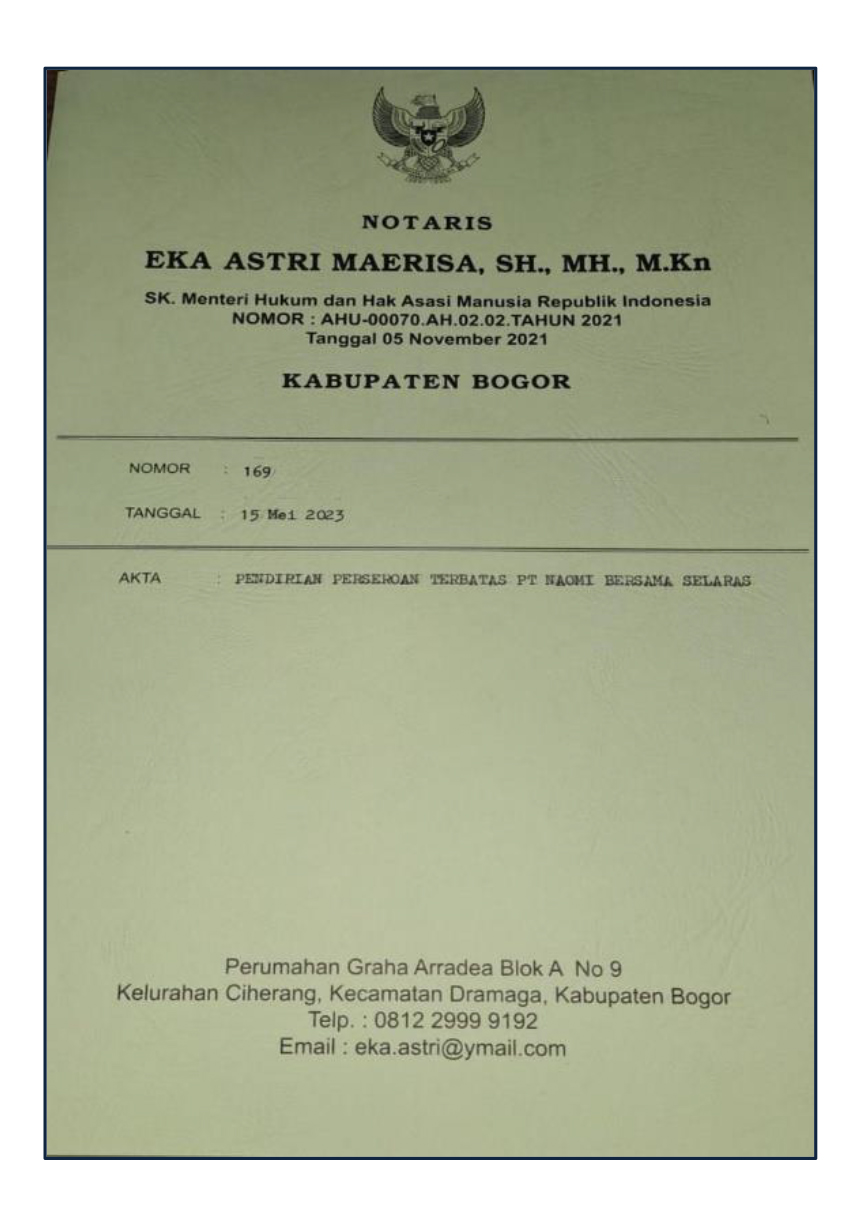 NOTARIS
EKA ASTRI MAERISA, SH., MH., M.Kn
SK. Menteri Hukum dan Hak Asasi Manusia Republik Indonesia
NOMOR : AHU-00070.AH.02.02.TAHUN 2021
Tanggal 05 November 2021
KABUPATEN BOGOR
NOMOR : 169
TANGGAL : 15 Mei 2023
AKTA : PENDIRIAN PERSEROAN TERBATAS PT NAOMI BERSAMA SELARAS
Perumahan Graha Arradea Blok A No 9
Kelurahan Ciherang, Kecamatan Dramaga, Kabupaten Bogor
Telp. : 0812 2999 9192
Email : eka.astri@ymail.com